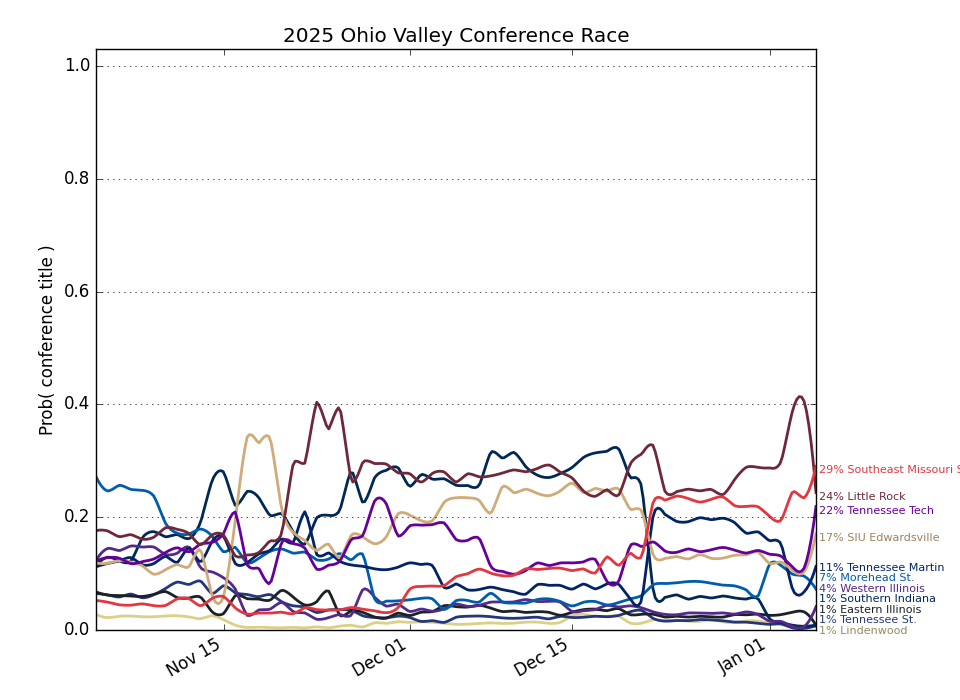 2025 Ohio Valley Conference Race
Prob( conference title )
1.0
0.8
0.6
0.4
0.2
0.0
Nov 15
Dec 01
Dec 15
Jan 01
29% Southeast Missouri S
24% Little Rock
22% Tennessee Tech
17% SIU Edwardsville
11% Tennessee Martin
7% Morehead St.
4% Western Illinois
1% Southern Indiana
1% Eastern Illinois
1% Tennessee St.
1% Lindenwood